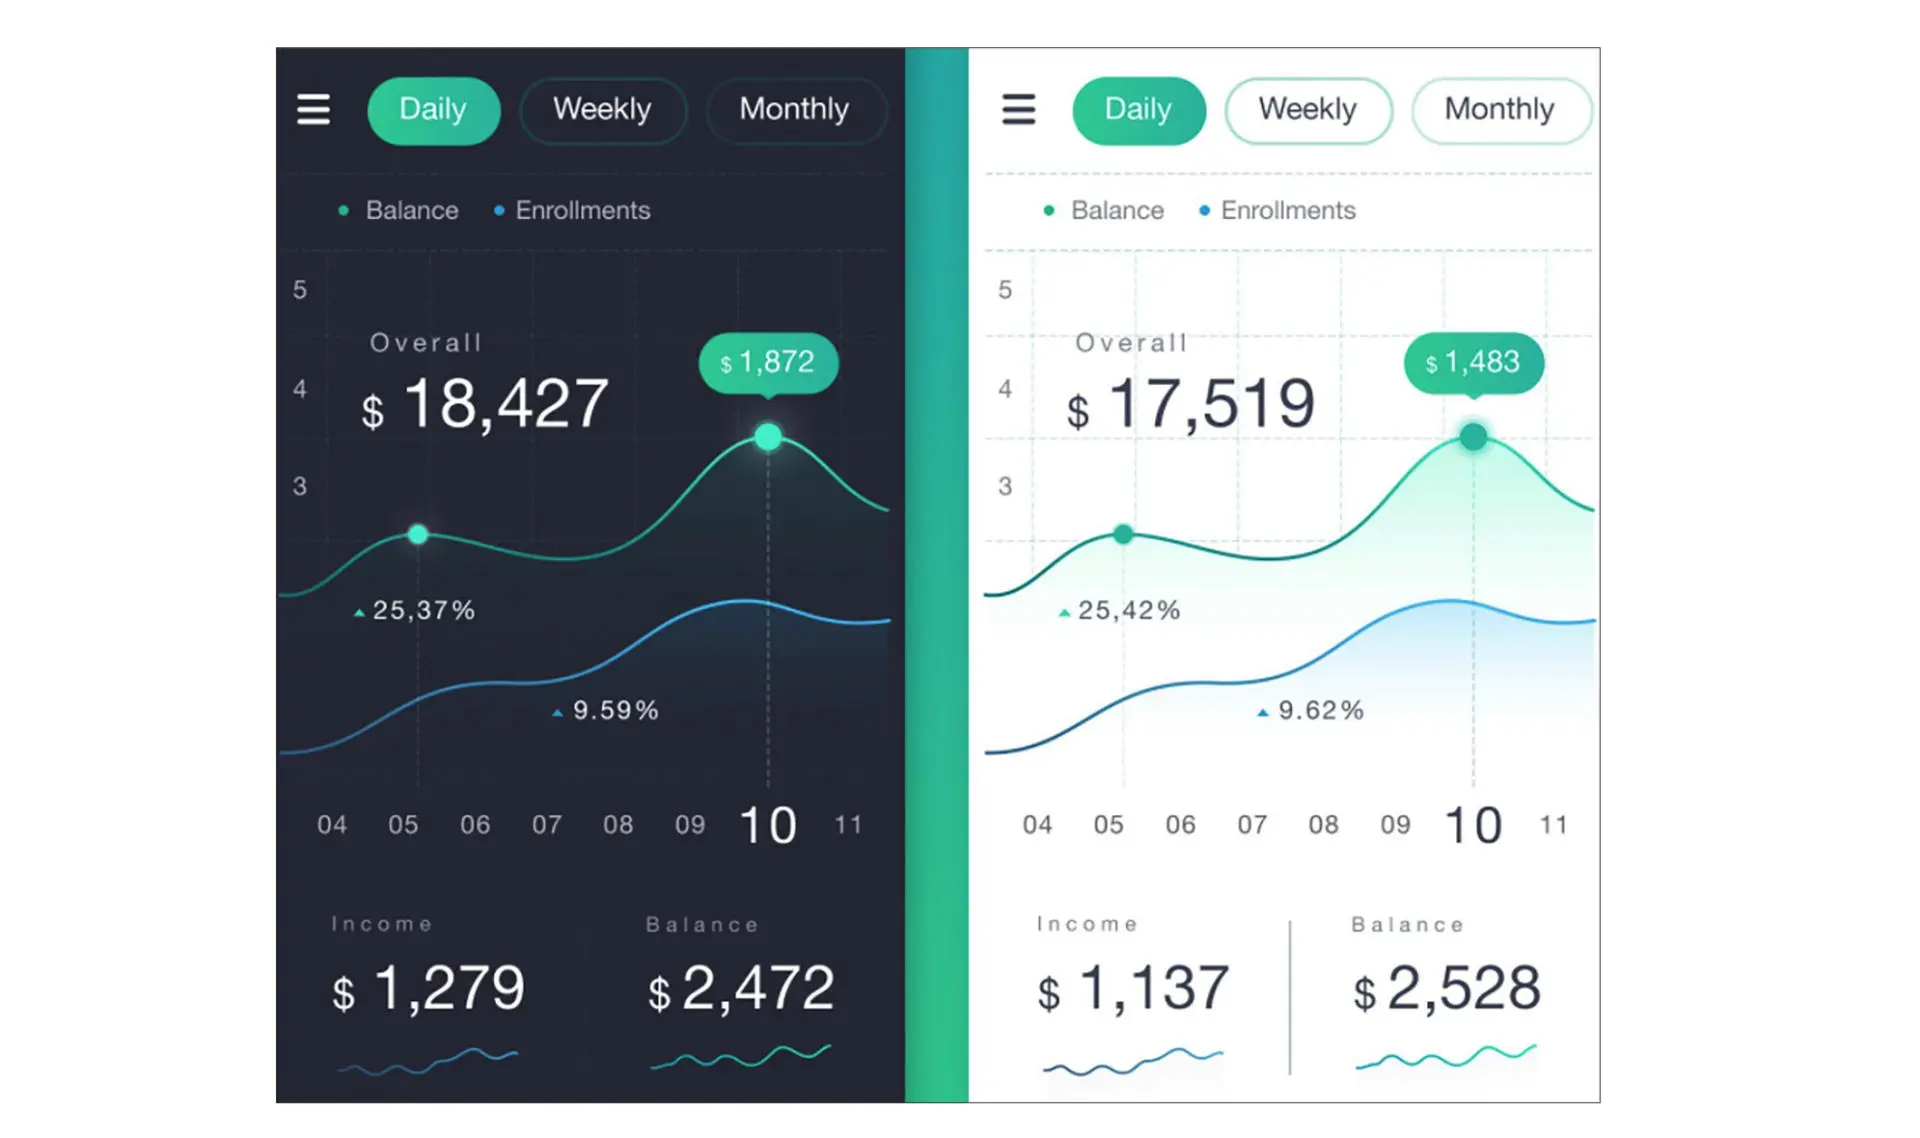 Daily Weekly Monthly
Balance Enrollments
5
Overall
$ 1,872
4
$ 18,427
3
25,37%
9.59%
04 05 06 07 08 09 10 11
Income Balance
$ 1,279 $ 2,472
Daily Weekly Monthly
Balance Enrollments
5
Overall
$ 1,483
4
$ 17,519
3
25,42%
9.62%
04 05 06 07 08 09 10 11
Income Balance
$ 1,137 $ 2,528